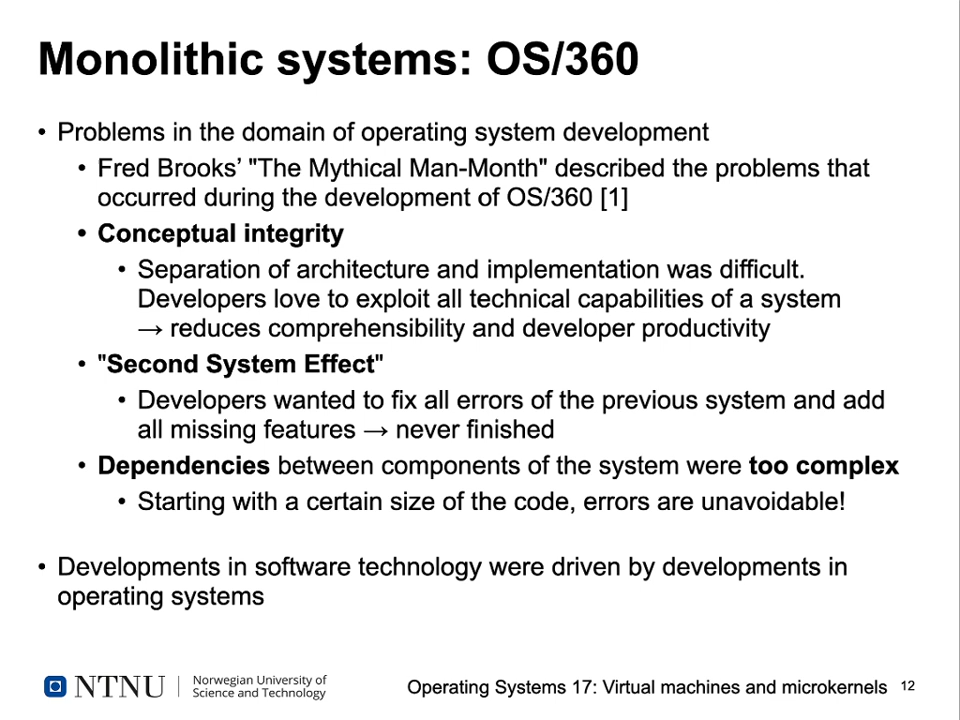 Monolithic systems: OS/360
• Problems in the domain of operating system development
• Fred Brooks’ "The Mythical Man-Month" described the problems that
occurred during the development of OS/360 [1]
• Conceptual integrity
• Separation of architecture and implementation was difficult.
Developers love to exploit all technical capabilities of a system
→ reduces comprehensibility and developer productivity
• "Second System Effect"
• Developers wanted to fix all errors of the previous system and add
all missing features → never finished
• Dependencies between components of the system were too complex
• Starting with a certain size of the code, errors are unavoidable!
• Developments in software technology were driven by developments in
operating systems
NTNU
Norwegian University of
Science and Technology
Operating Systems 17: Virtual machines and microkernels
12